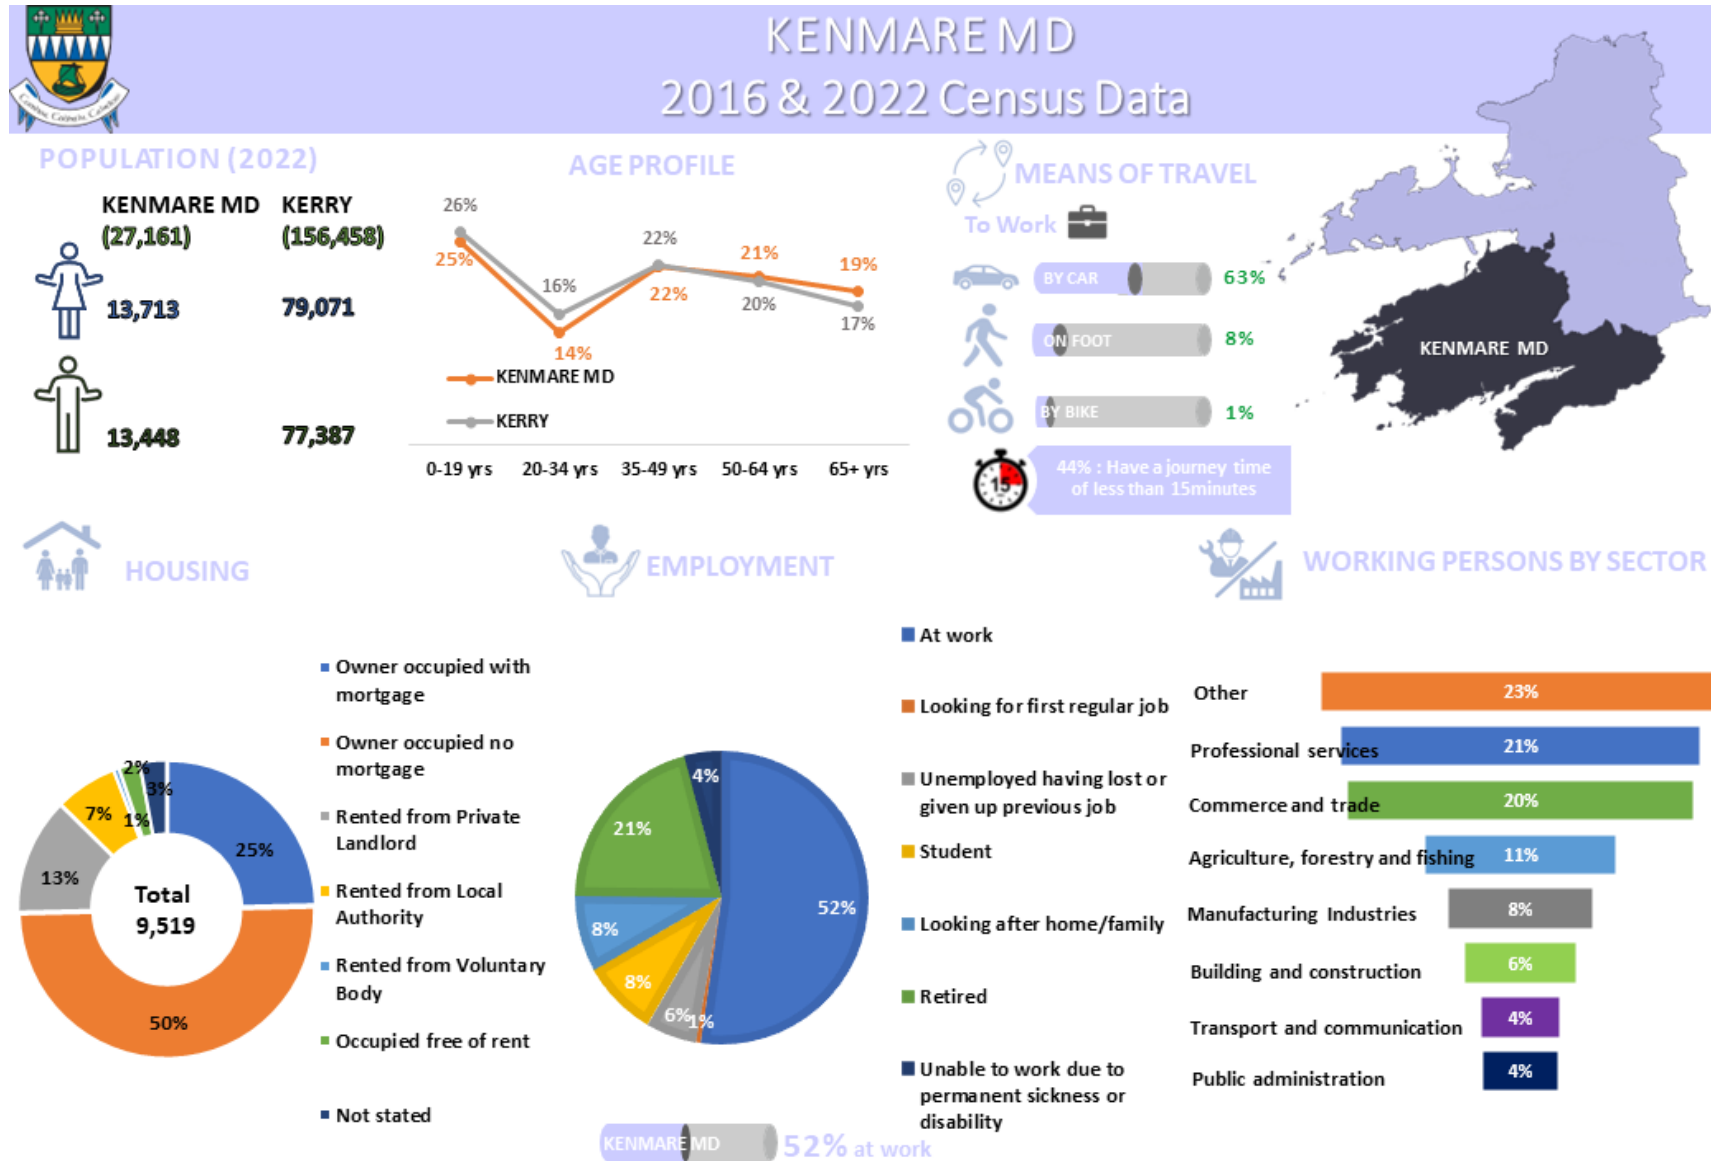 KENMARE MD
2016 & 2022 Census Data
POPULATION (2022)
KENMARE MD
(27,161)
KERRY
(156,458)
13,713
79,071
13,448
77,387
AGE PROFILE
26%
25%
16%
14%
22%
22%
21%
20%
19%
17%
KENMARE MD
KERRY
0-19 yrs
20-34 yrs
35-49 yrs
50-64 yrs
65+ yrs
MEANS OF TRAVEL
To Work
BY CAR
63%
ON FOOT
8%
BY BIKE
1%
15
44% : Have a journey time
of less than 15minutes
KENMARE MD
HOUSING
2%
3%
7%
1%
13%
25%
50%
Total
9,519
Owner occupied with
mortgage
Owner occupied no
mortgage
Rented from Private
Landlord
Rented from Local
Authority
Rented from Voluntary
Body
Occupied free of rent
Not stated
EMPLOYMENT
4%
21%
52%
8%
8%
6%
1%
At work
Looking for first regular job
Unemployed having lost or
given up previous job
Student
Looking after home/family
Retired
Unable to work due to
permanent sickness or
disability
KENMARE MD
52% at work
WORKING PERSONS BY SECTOR
Other
23%
Professional services
21%
Commerce and trade
20%
Agriculture, forestry and fishing
11%
Manufacturing Industries
8%
Building and construction
6%
Transport and communication
4%
Public administration
4%